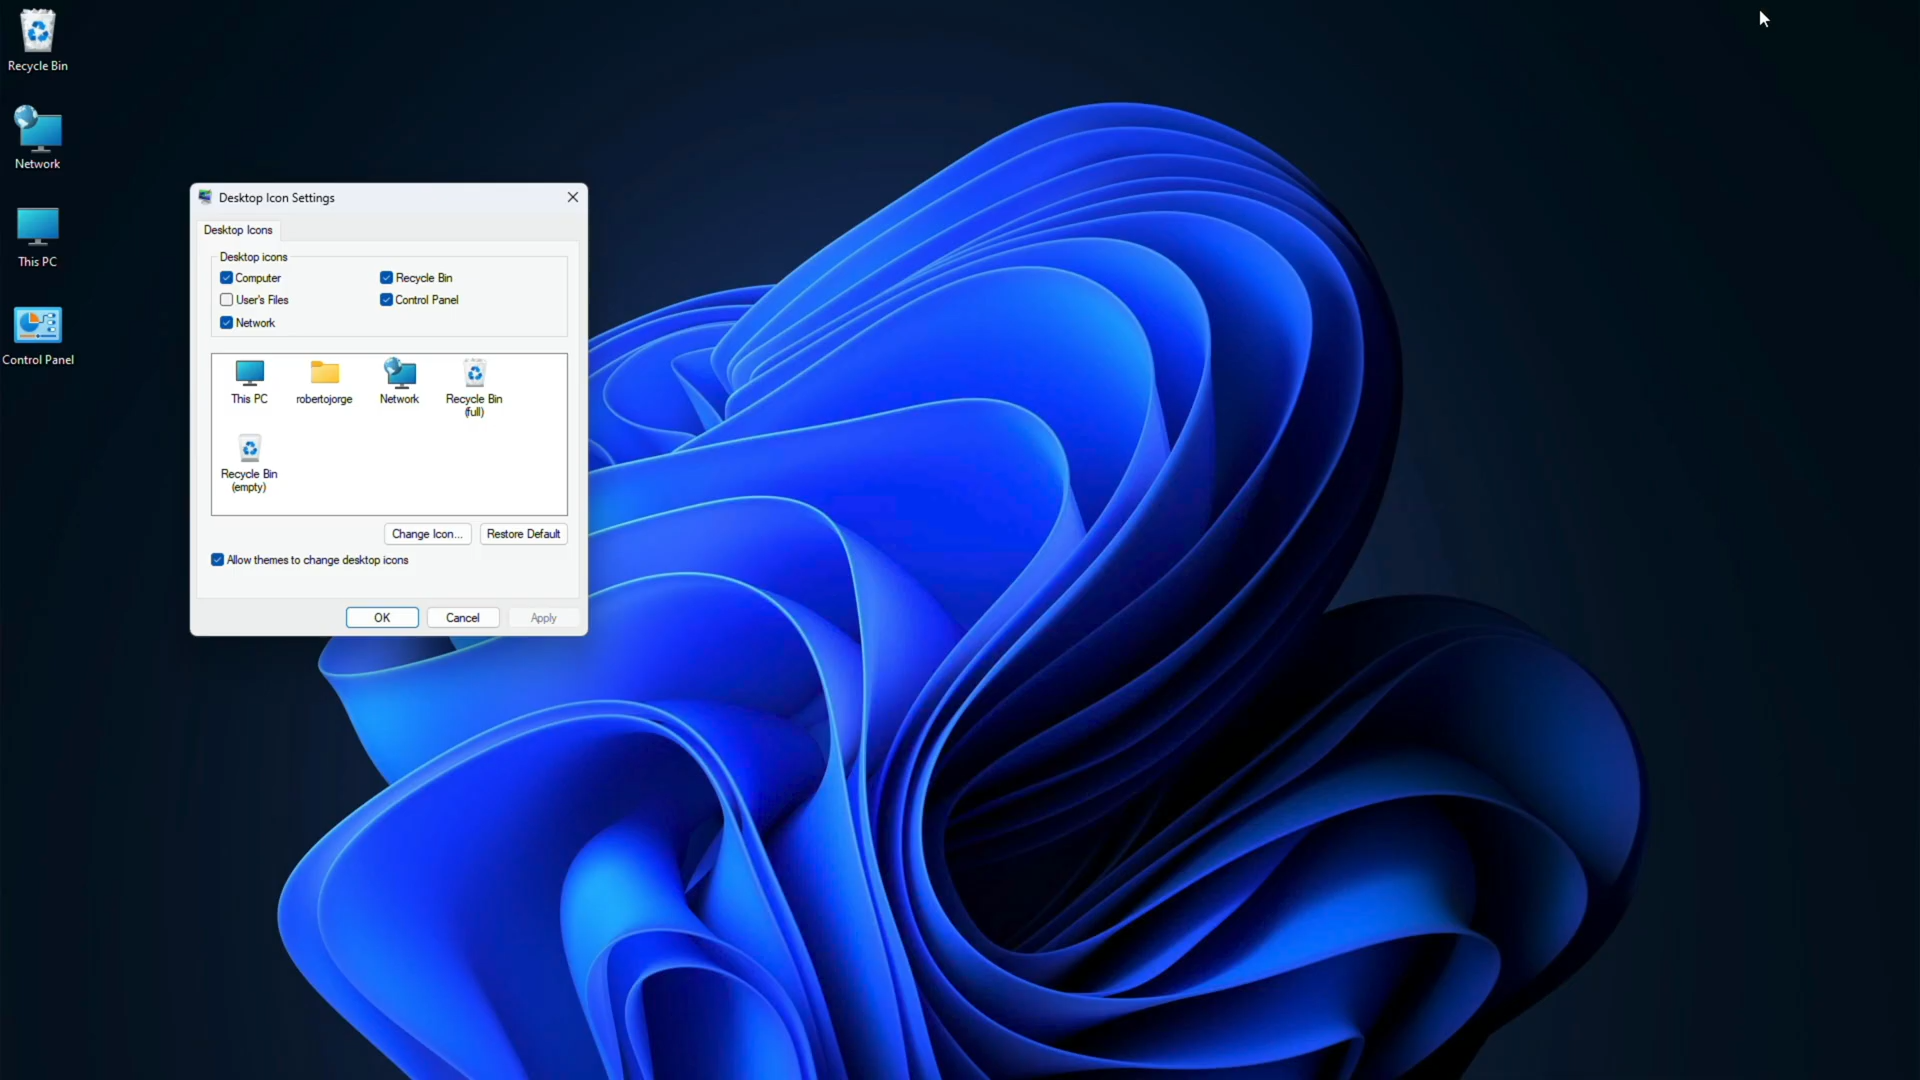 Recycle Bin
Network
This PC
Control Panel
Desktop Icon Settings
Desktop Icons
Desktop icons
Computer
Recycle Bin
User's Files
Control Panel
Network
This PC
robertojorge
Network
Recycle Bin
(full)
Recycle Bin
(empty)
Change Icon...
Restore Default
Allow themes to change desktop icons
OK
Cancel
Apply